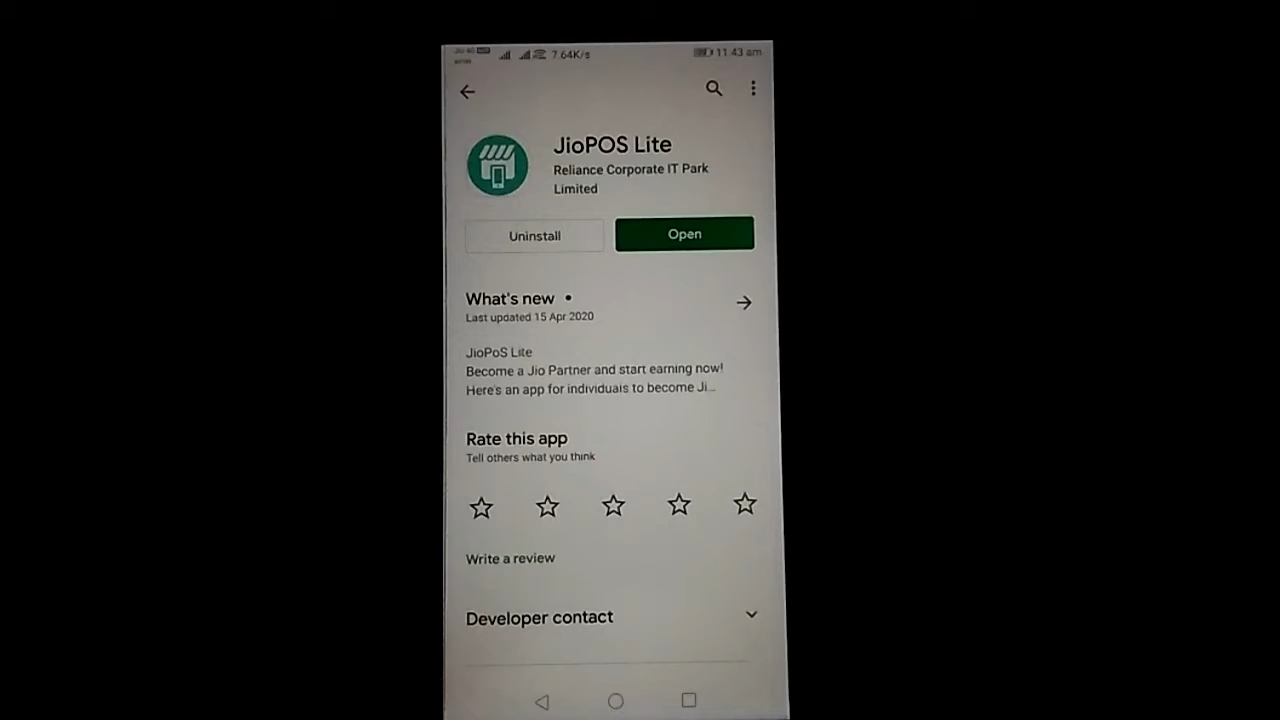 7.64K/s
11.43 am
JioPOS Lite
Reliance Corporate IT Park
Limited
Uninstall
Open
What's new •
Last updated 15 Apr 2020
JioPoS Lite
Become a Jio Partner and start earning now!
Here's an app for individuals to become Ji...
Rate this app
Tell others what you think
Write a review
Developer contact